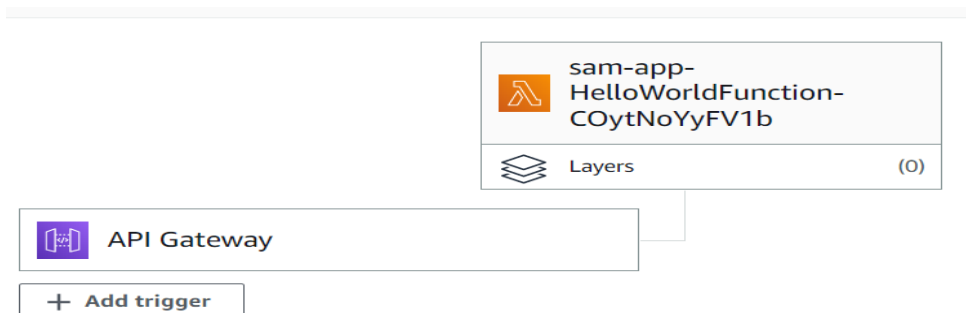 sam-app-
HelloWorldFunction-
COytNoYyFV1b
Layers (0)
API Gateway
+ Add trigger